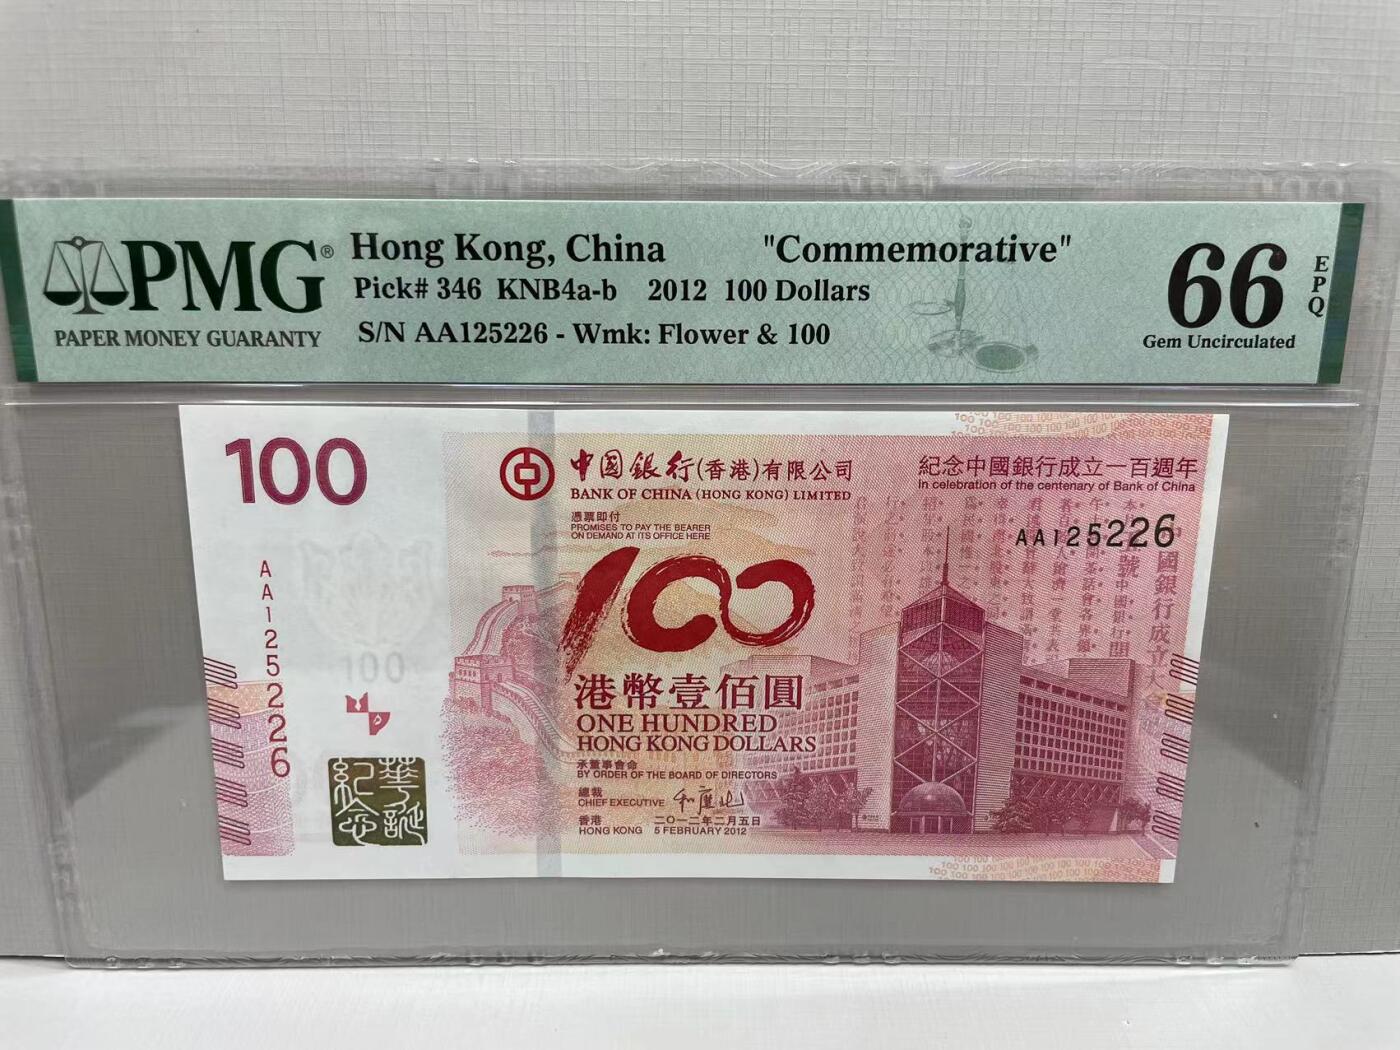 PMG®
PAPER MONEY GUARANTY
Hong Kong, China "Commemorative"
Pick# 346 KNB4a-b 2012 100 Dollars
S/N AA125226 - Wmk: Flower & 100
66
EPQ
Gem Uncirculated
100
中國銀行(香港)有限公司
BANK OF CHINA (HONG KONG) LIMITED
紀念中國銀行成立一百週年
In celebration of the centenary of Bank of China
憑票即付
PROMISES TO PAY THE BEARER
ON DEMAND AT ITS OFFICE HERE
AA125226
AA125226
100
100
港幣壹佰圓
ONE HUNDRED
HONG KONG DOLLARS
承董事會命
BY ORDER OF THE BOARD OF DIRECTORS
總裁
CHIEF EXECUTIVE
香港 二〇一二年二月五日
HONG KONG 5 FEBRUARY 2012
華誕
紀念